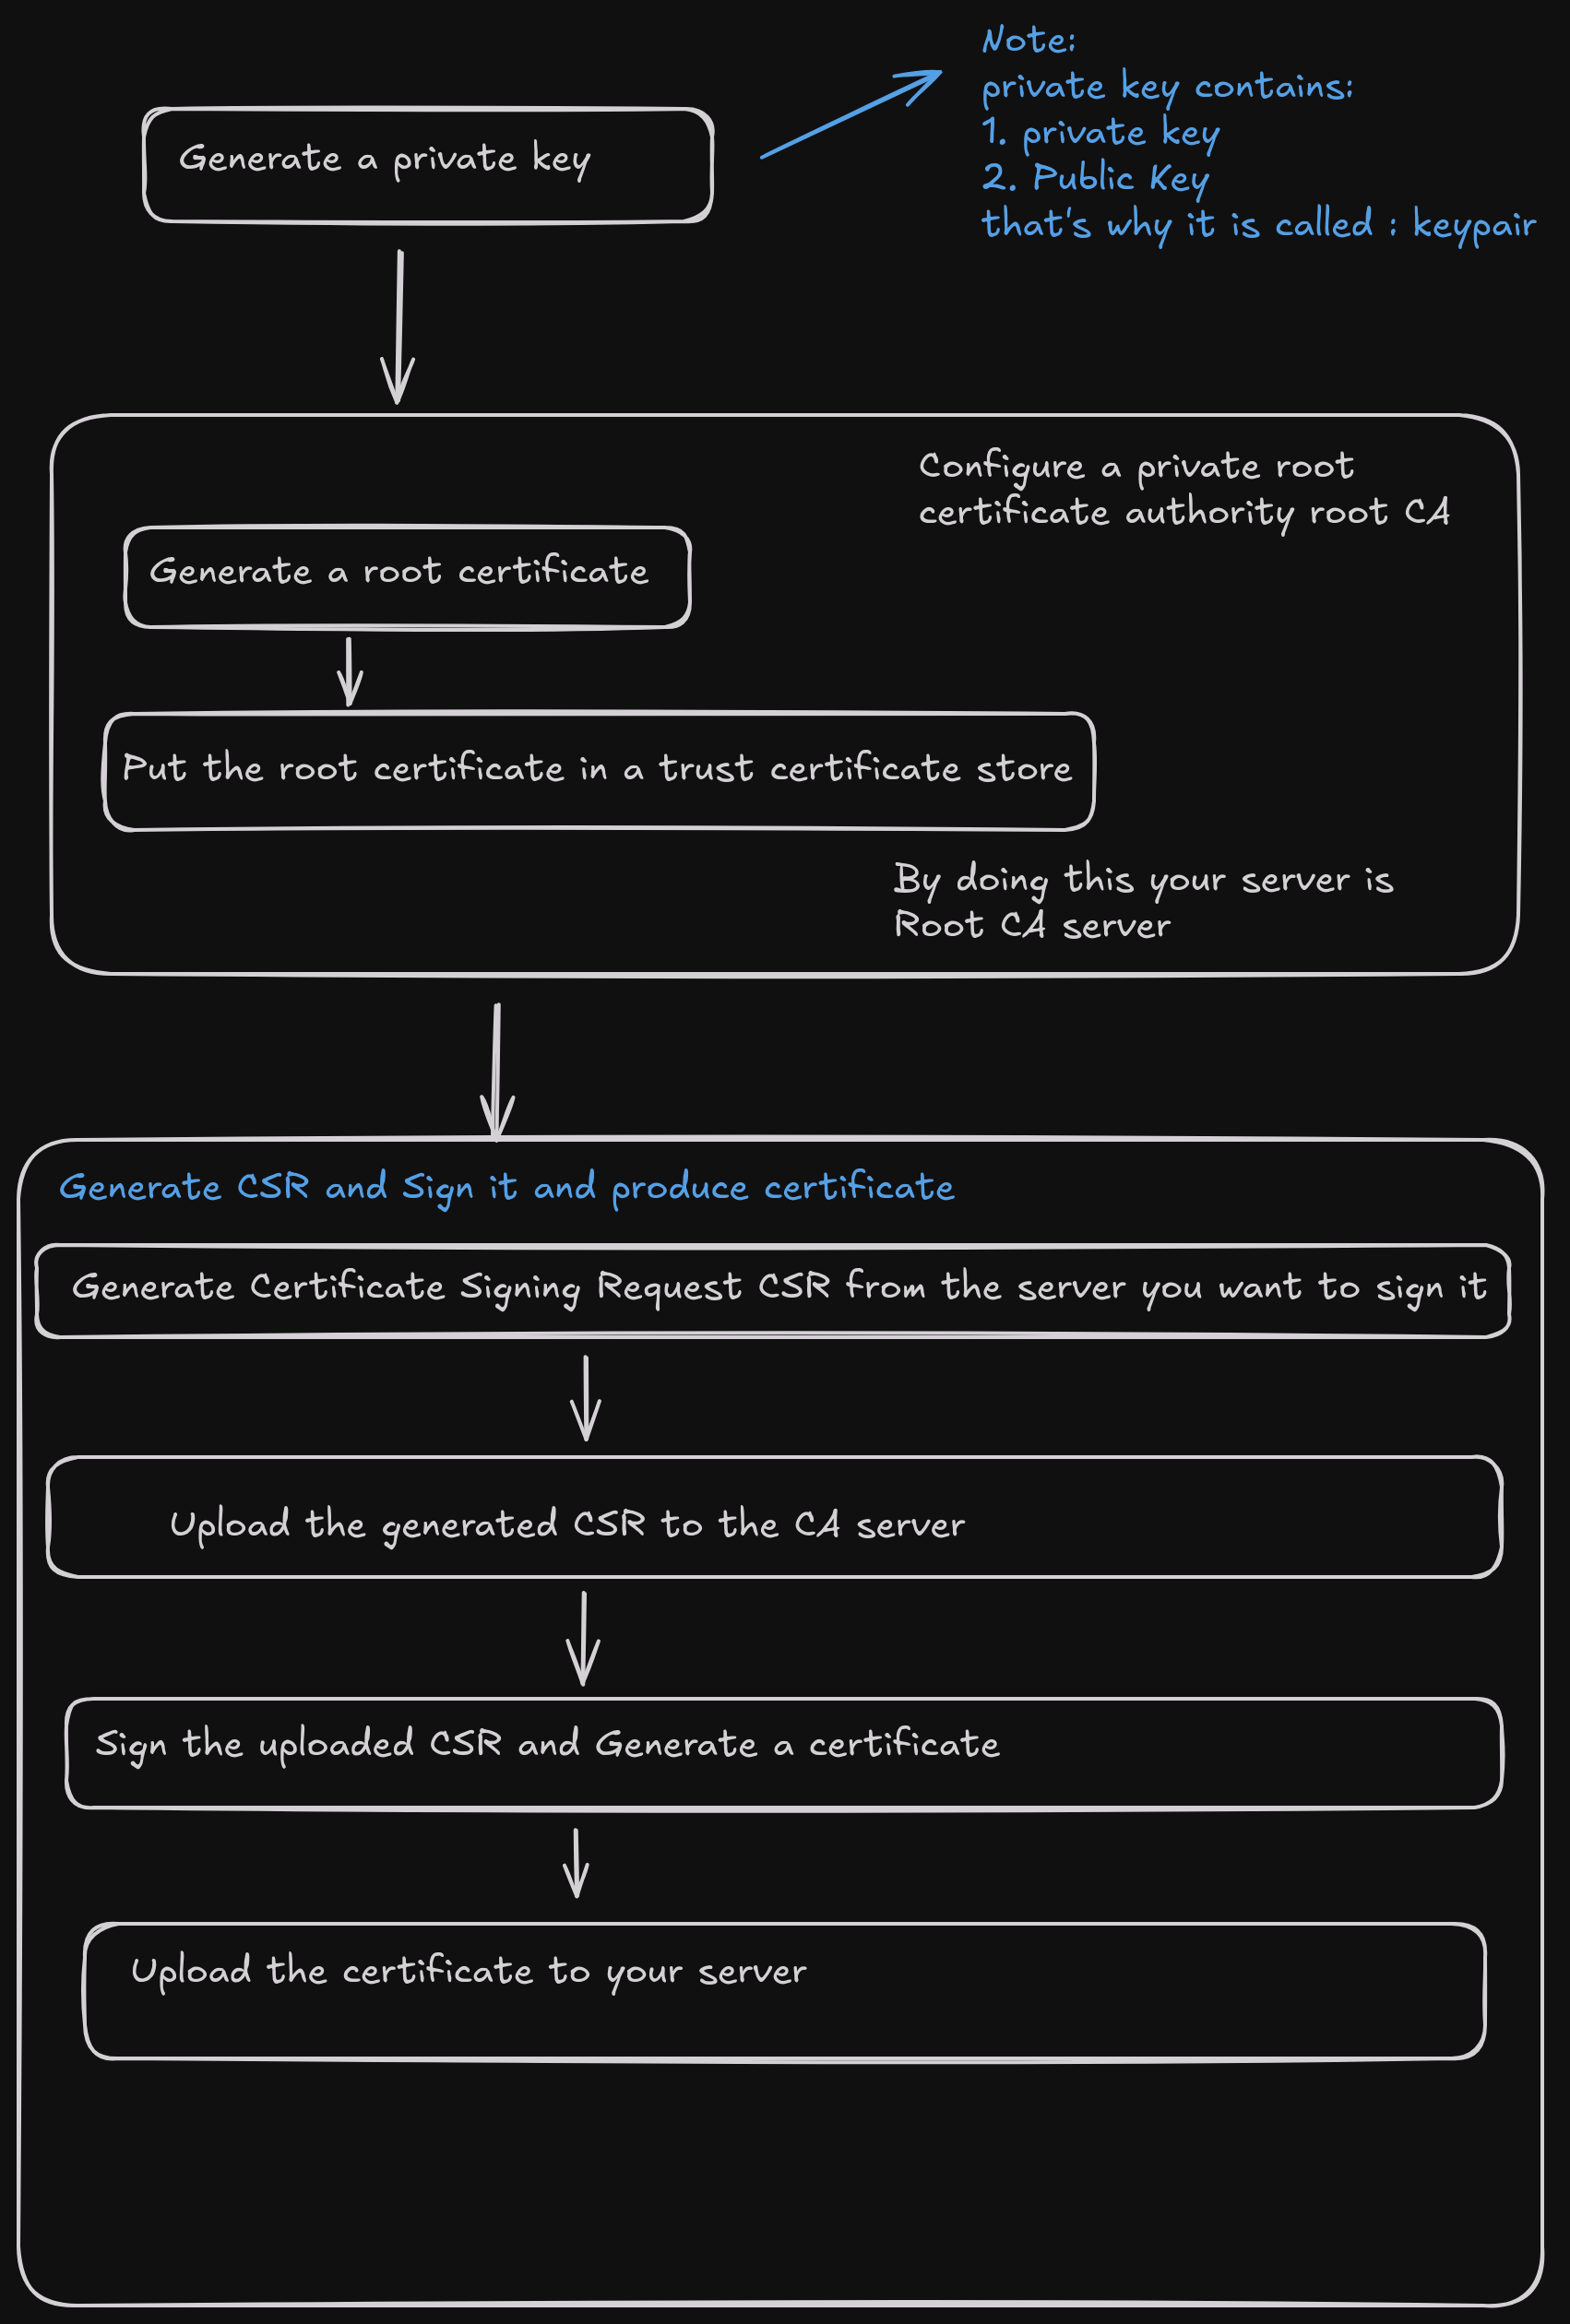 Note:
private key contains:
1. private key
2. Public Key
that's why it is called : keypair
Generate a private key
Configure a private root
certificate authority root CA
Generate a root certificate
Put the root certificate in a trust certificate store
By doing this your server is
Root CA server
Generate CSR and Sign it and produce certificate
Generate Certificate Signing Request CSR from the server you want to sign it
Upload the generated CSR to the CA server
Sign the uploaded CSR and Generate a certificate
Upload the certificate to your server